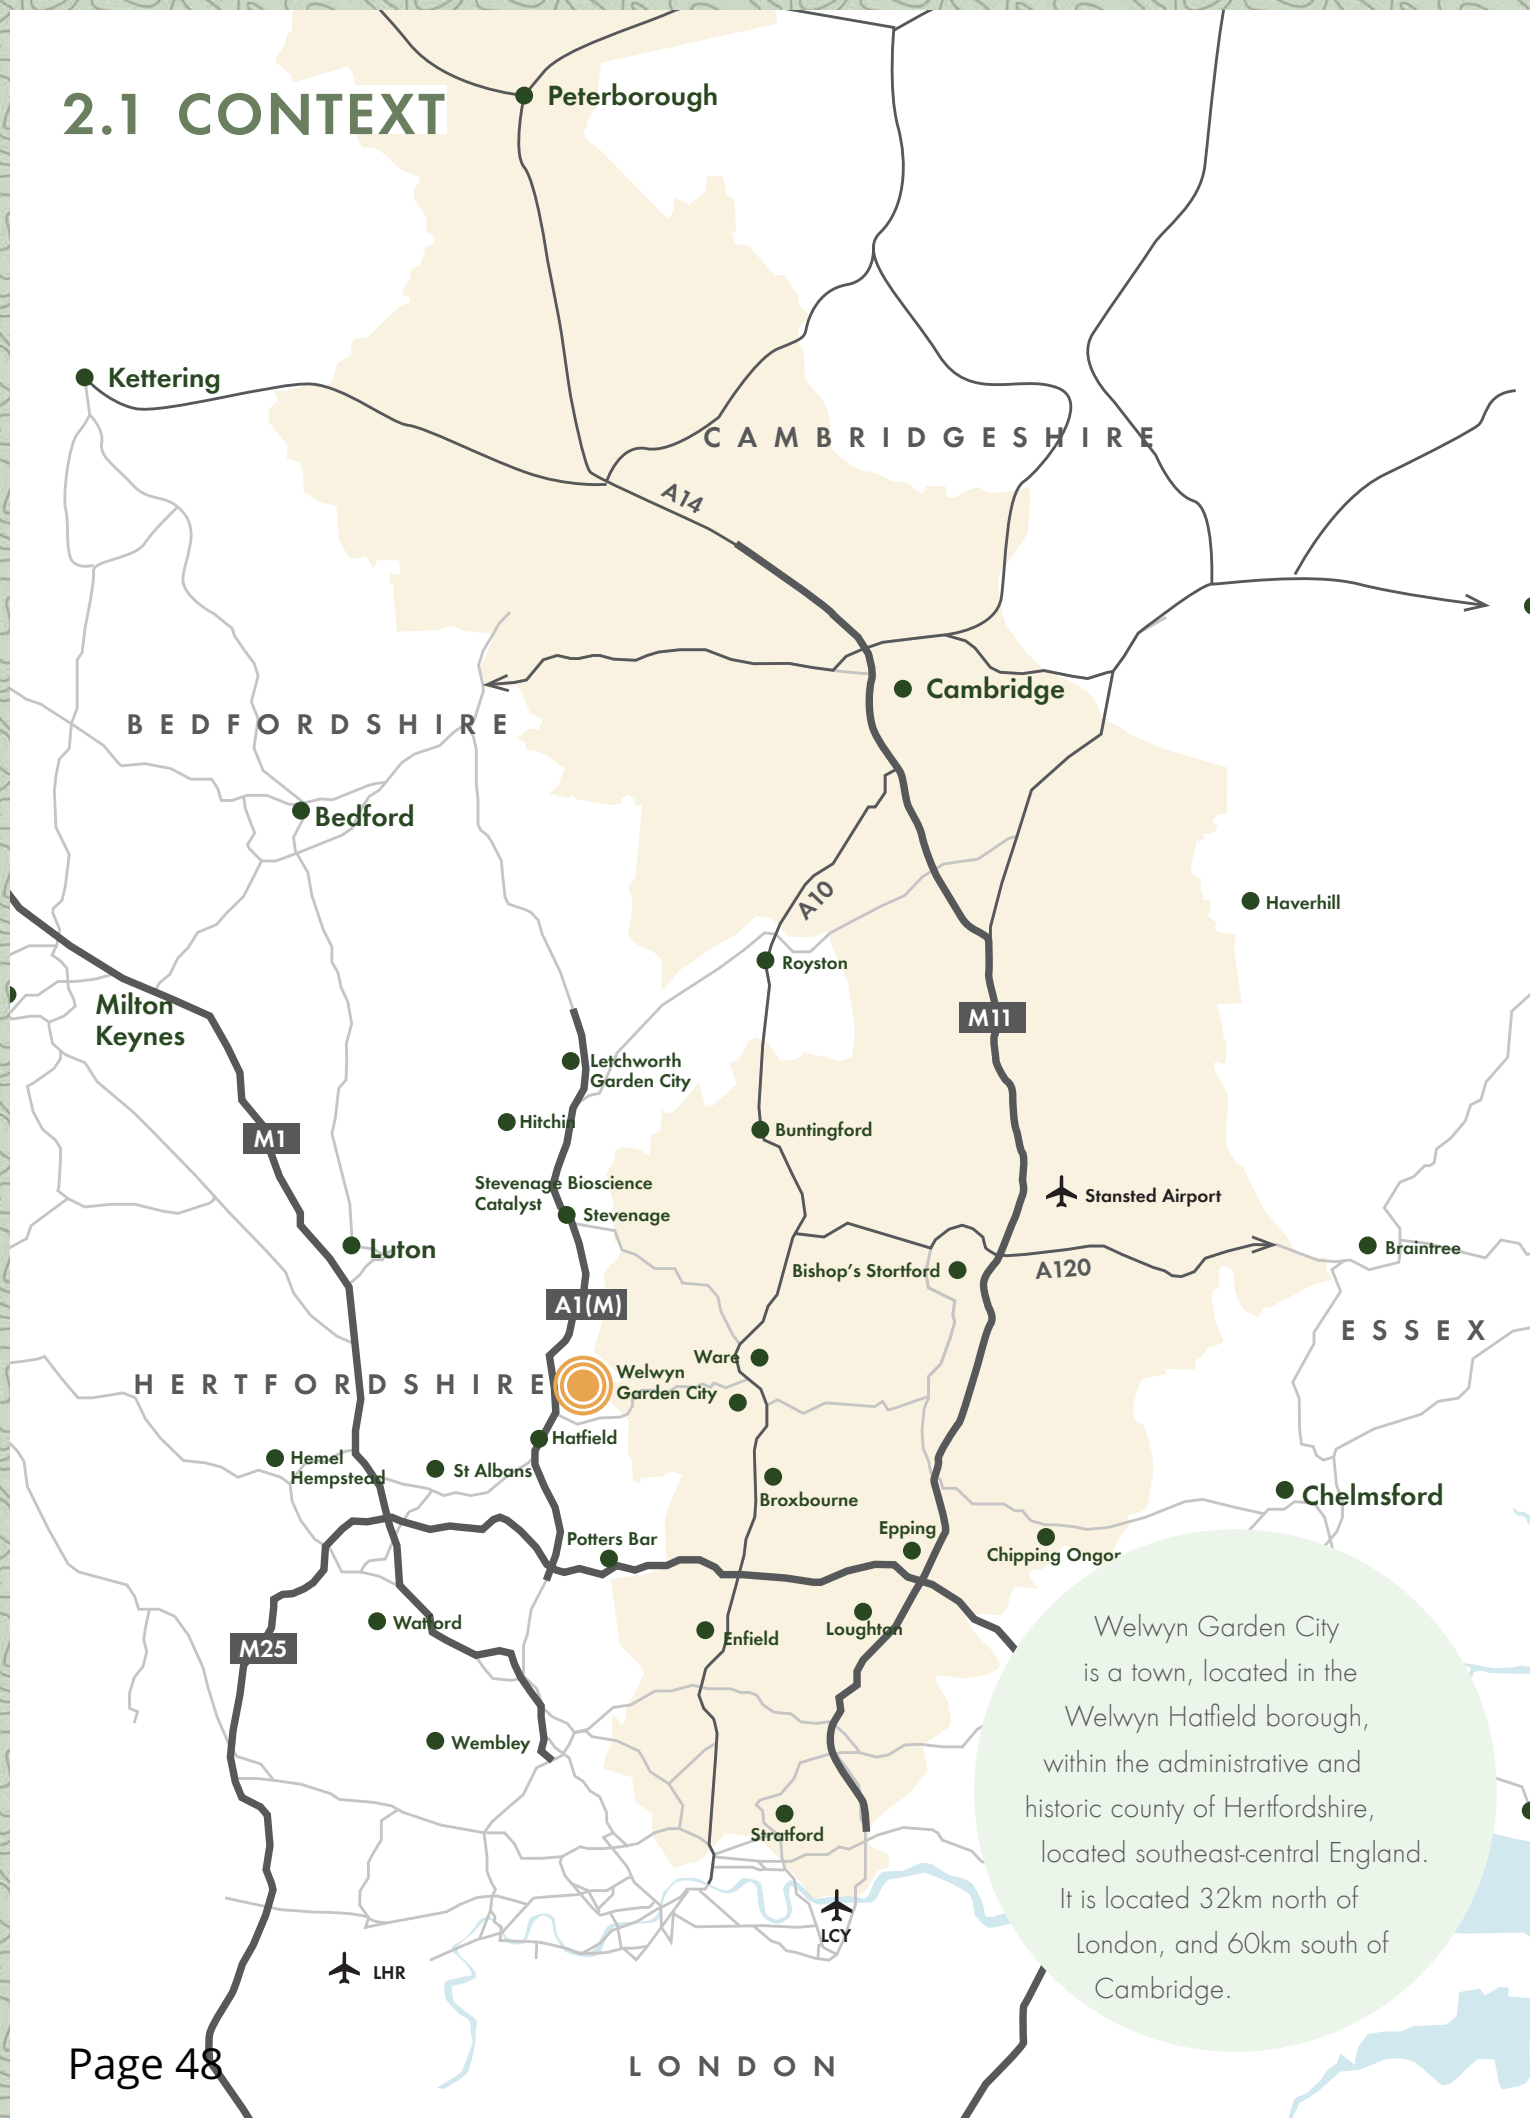 2.1 CONTEXT
Peterborough
Kettering
CAMBRIDGESHIRE
A14
Cambridge
BEDFORDSHIRE
Bedford
A10
Haverhill
Royston
Milton
Keynes
M11
Letchworth
Garden City
Hitchin
M1
Buntingford
Stevenage Bioscience
Catalyst
Stevenage
Stansted Airport
Luton
Braintree
Bishop's Stortford
A120
A1(M)
ESSEX
Ware
HERTFORDSHIRE
Welwyn
Garden City
Hatfield
Hemel
Hempstead
St Albans
Chelmsford
Broxbourne
Epping
Potters Bar
Chipping Ongar
Watford
Enfield
Loughton
M25
Wembley
Stratford
LCY
LHR
Welwyn Garden City
is a town, located in the
Welwyn Hatfield borough,
within the administrative and
historic county of Hertfordshire,
located southeast-central England.
It is located 32km north of
London, and 60km south of
Cambridge.
LONDON
Page 48